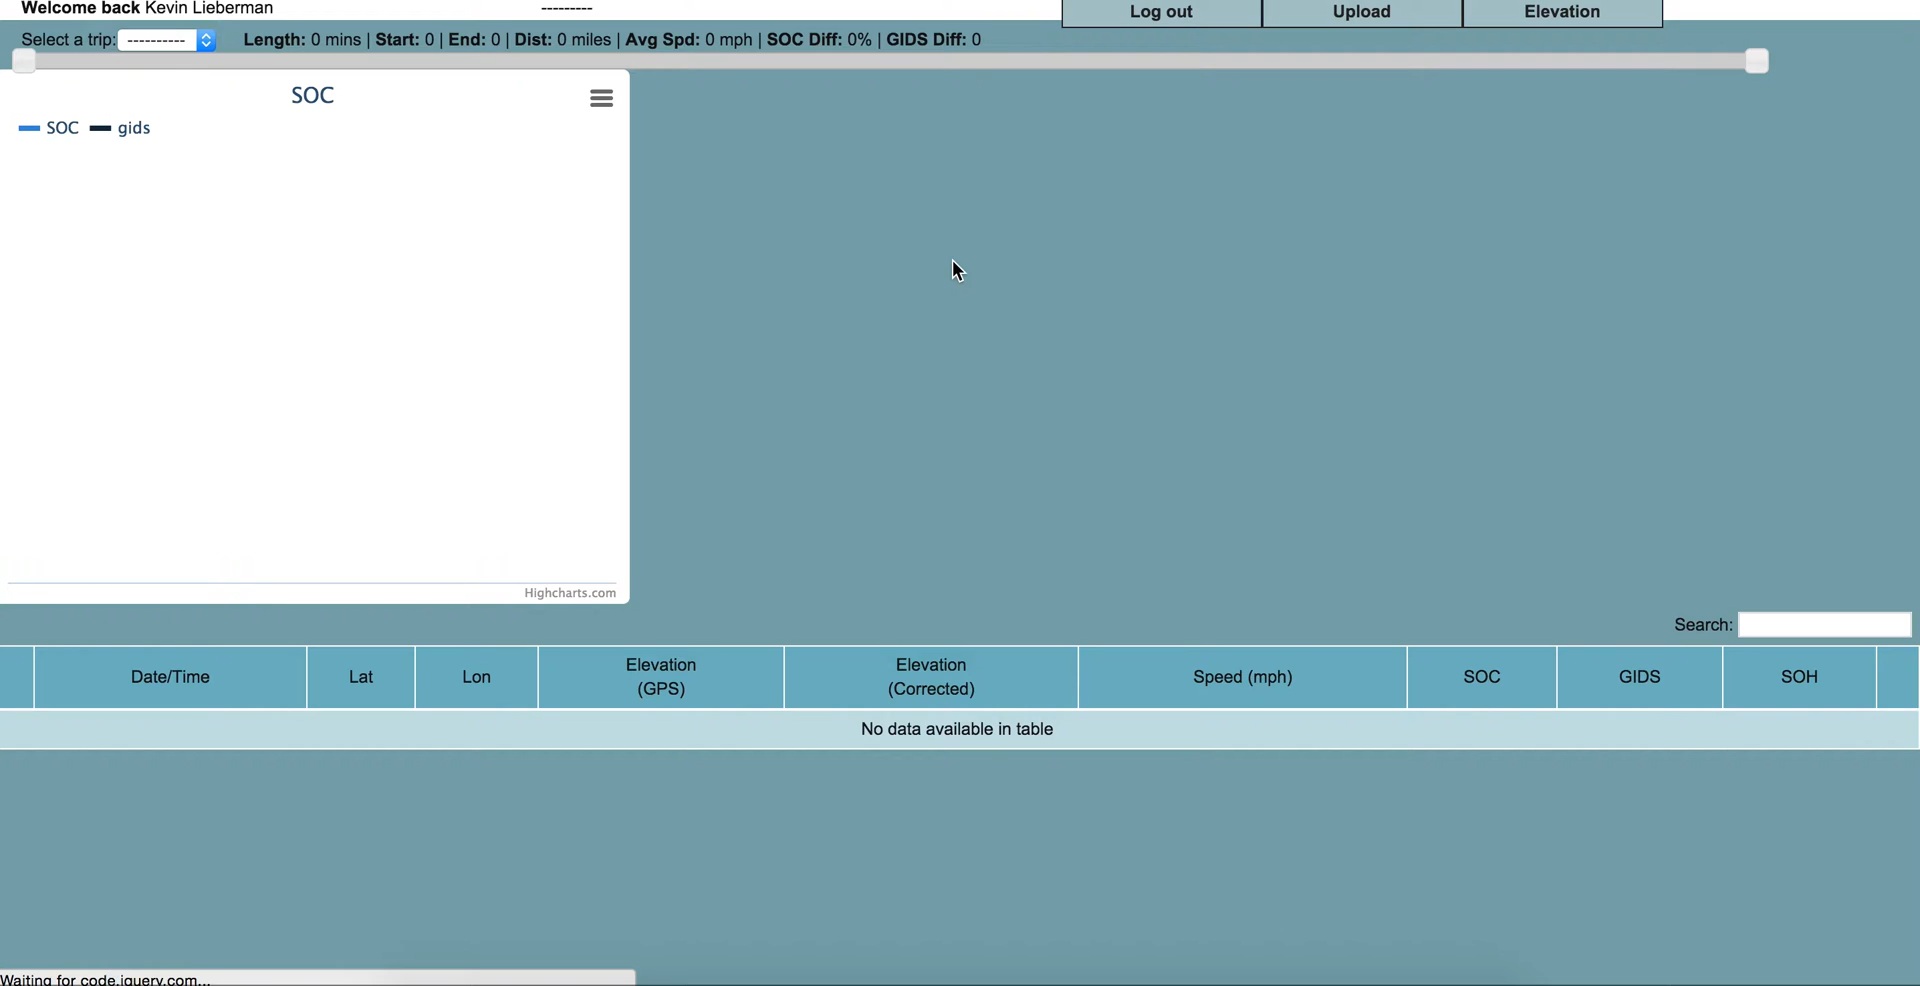 Welcome back Kevin Lieberman
---------
Log out
Upload
Elevation
Select a trip: ----------
Length: 0 mins | Start: 0 | End: 0 | Dist: 0 miles | Avg Spd: 0 mph | SOC Diff: 0% | GIDS Diff: 0
SOC
SOC gids
Highcharts.com
Search:
Date/Time
Lat
Lon
Elevation
(GPS)
Elevation
(Corrected)
Speed (mph)
SOC
GIDS
SOH
No data available in table
Waiting for code.jquery.com...